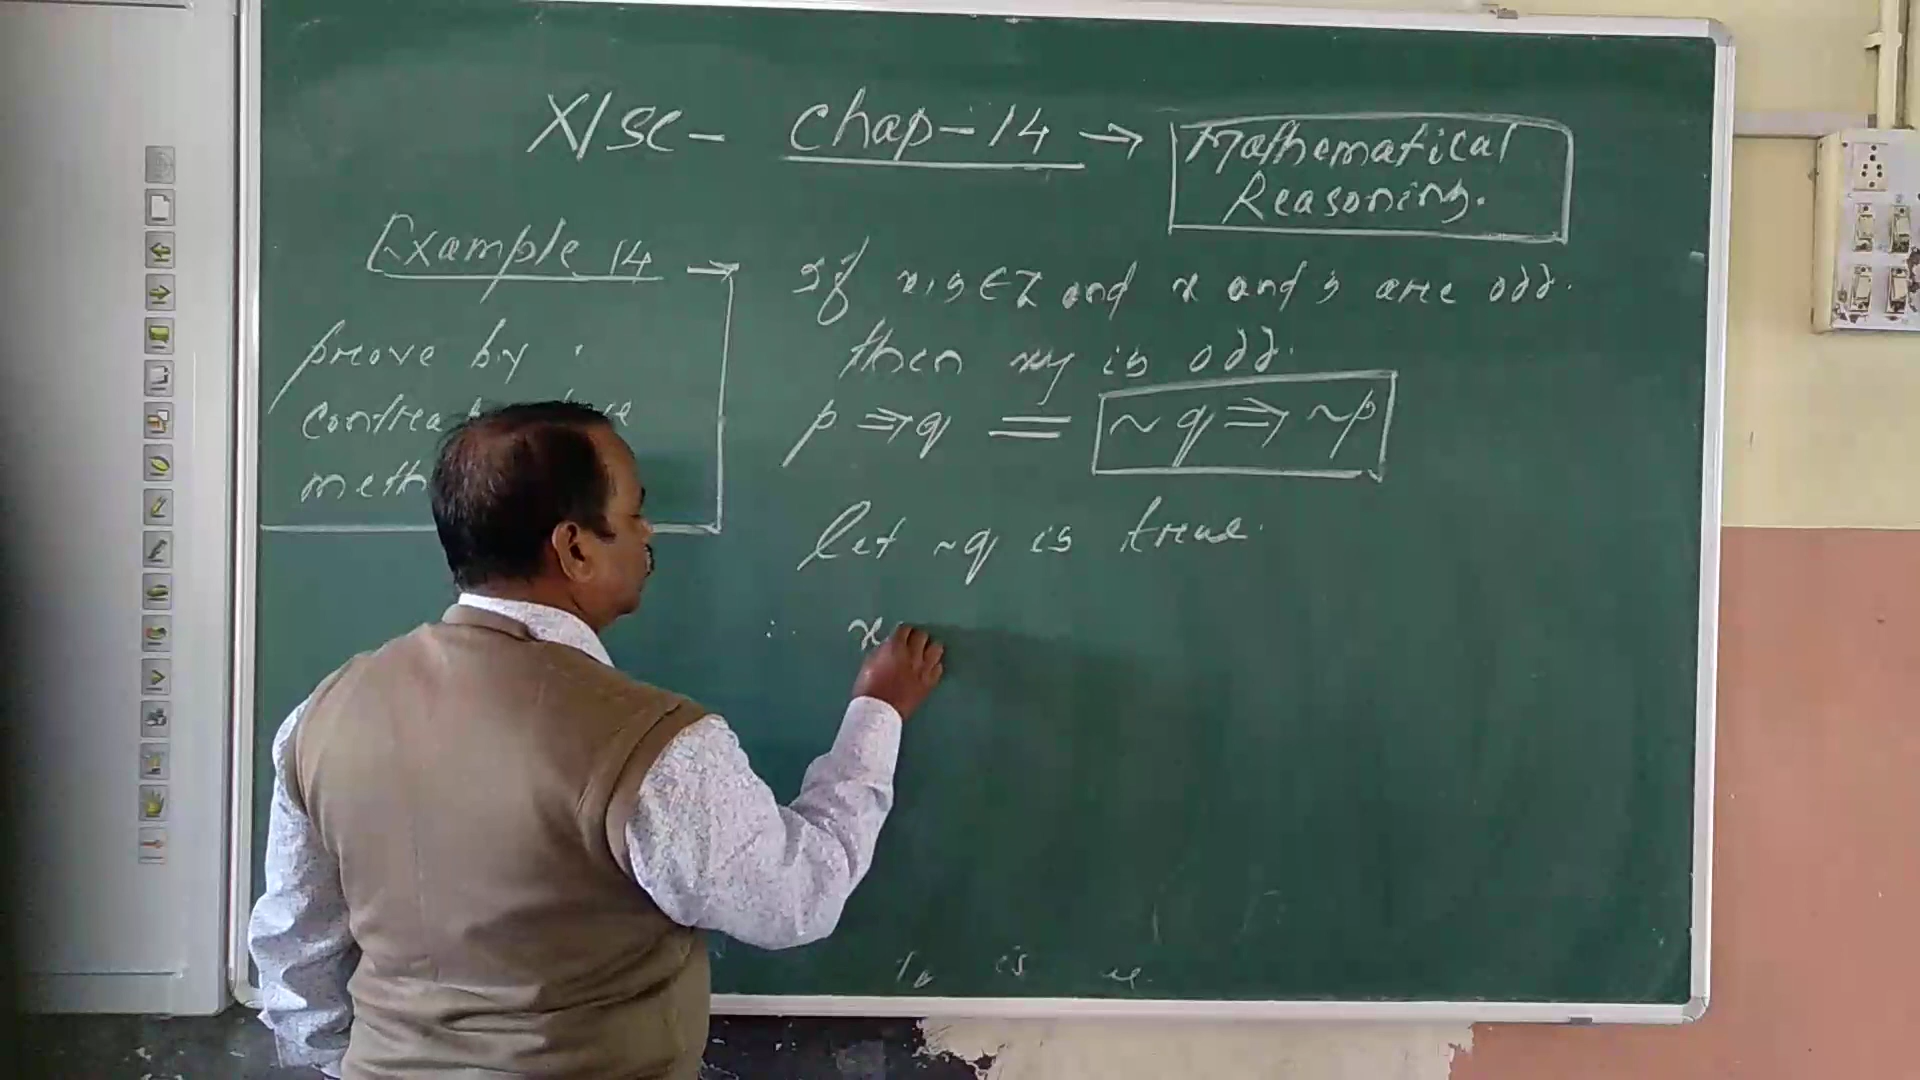 XI sc - Chap-14 → Mathematical
Reasoning.
Example 14 →
prove by
meth
If x, y ∈ Z and x and y are odd.
then xy is odd.
p ⇒ q = ~q ⇒ ~p
let ~q is true.
∴ x
is